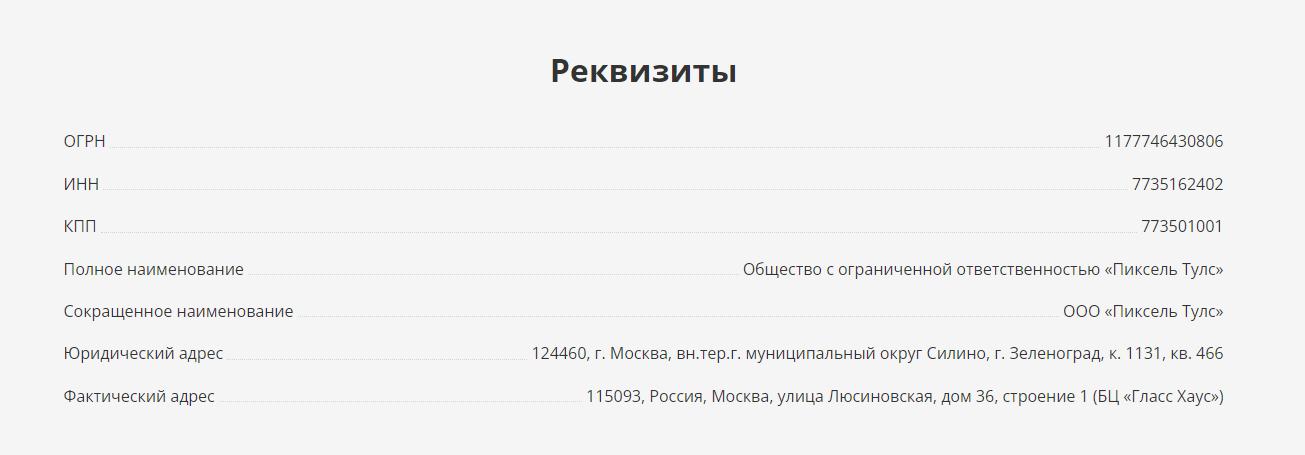 Реквизиты
ОГРН 1177746430806
ИНН 7735162402
КПП 773501001
Полное наименование Общество с ограниченной ответственностью «Пиксель Тулс»
Сокращенное наименование ООО «Пиксель Тулс»
Юридический адрес 124460, г. Москва, вн.тер.г. муниципальный округ Силино, г. Зеленоград, к. 1131, кв. 466
Фактический адрес 115093, Россия, Москва, улица Люсиновская, дом 36, строение 1 (БЦ «Гласс Хаус»)